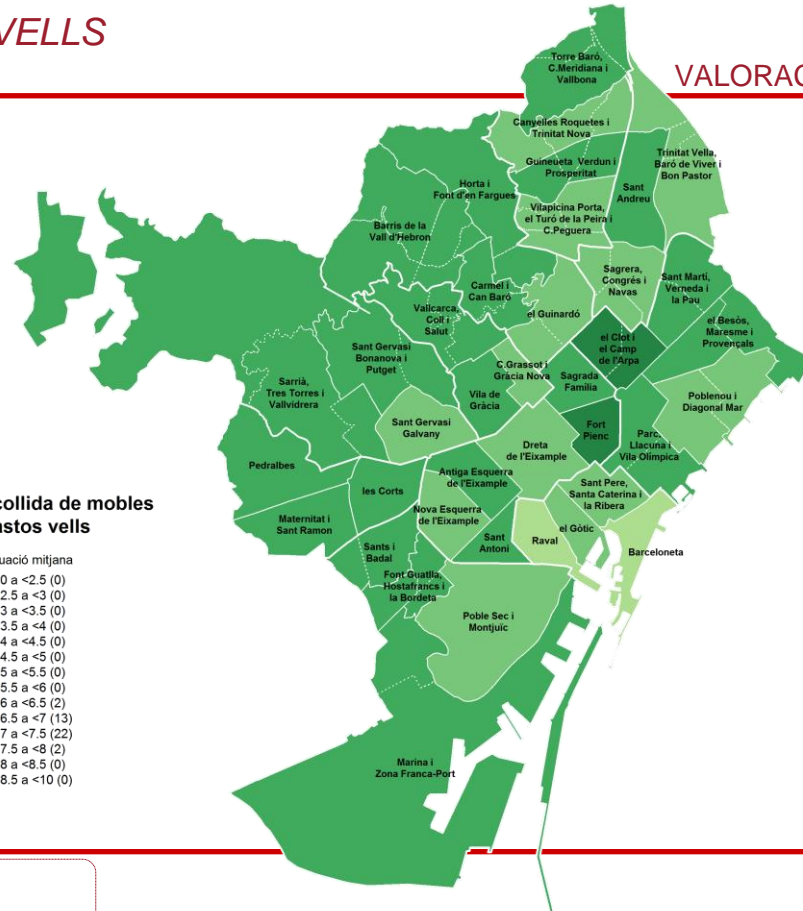 VELLS
VALORAC
Torre Baró,
C.Meridiana i
Vallbona
Canyelles Roquetes i
Trinitat Nova
Guineueta Verdun i
Prosperitat
Trinitat Vella,
Baró de Viver i
Bon Pastor
Sant
Andreu
Horta i
Font d'en Fargues
Vilapicina Porta,
el Turó de la Peira i
C.Peguera
Barris de la
Vall d'Hebron
Sagrera,
Congrés i
Navas
Sant Martí,
Verneda i
la Pau
Carmel i
Can Baró
Vallcarca,
Coll i
Salut
el Guinardó
el Besòs,
Maresme i
Provençals
el Clot i
el Camp
de l'Arpa
Sant Gervasi
Bonanova i
Putget
C.Grassot i
Gràcia Nova
Sagrada
Família
Sarrià,
Tres Torres i
Vallvidrera
Vila de
Gràcia
Poblenou i
Diagonal Mar
Sant Gervasi
Galvany
Fort
Pienc
Parc,
Llacuna i
Vila Olímpica
Dreta
de l'Eixample
Pedralbes
Antiga Esquerra
de l'Eixample
les Corts
Sant Pere,
Santa Caterina i
la Ribera
Maternitat i
Sant Ramon
Nova Esquerra
de l'Eixample
el Gòtic
Sant
Antoni
Raval
Barceloneta
Sants i
Badal
Font Guatlla,
Hostafrancs i
la Bordeta
Poble Sec i
Montjuïc
Marina i
Zona Franca-Port
collida de mobles
astos vells
uació mitjana
0 a <2.5 (0)
2.5 a <3 (0)
3 a <3.5 (0)
3.5 a <4 (0)
4 a <4.5 (0)
4.5 a <5 (0)
5 a <5.5 (0)
5.5 a <6 (0)
6 a <6.5 (2)
6.5 a <7 (13)
7 a <7.5 (22)
7.5 a <8 (2)
8 a <8.5 (0)
8.5 a <10 (0)